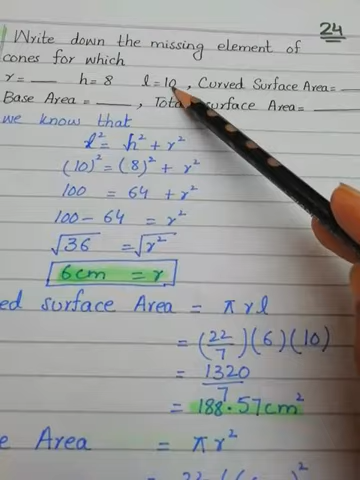 24
Write down the missing element of
cones for which
r = ___ h = 8 l = 10, Curved Surface Area = _
Base Area = ___, Total surface Area = ___
we know that
l² = h² + r²
(10)² = (8)² + r²
100 = 64 + r²
100 - 64 = r²
√36 = √r²
6cm = r
ed surface Area = π r l
= (22/7)(6)(10)
= 1320/7
= 188.57cm²
e Area = π r²